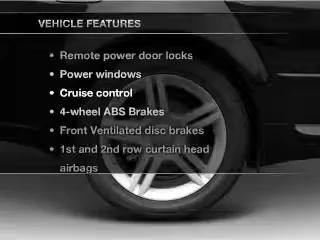 VEHICLE FEATURES
• Remote power door locks
• Power windows
• Cruise control
• 4-wheel ABS Brakes
• Front Ventilated disc brakes
• 1st and 2nd row curtain head
airbags